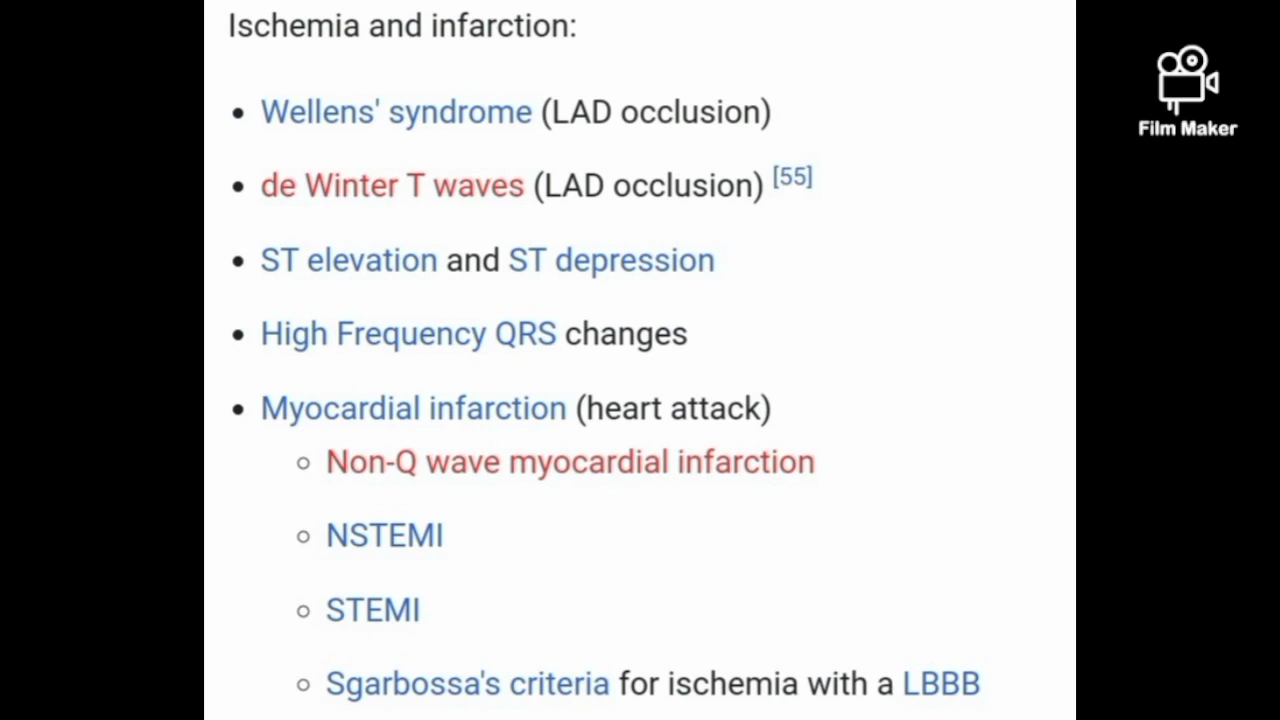 Ischemia and infarction:
Wellens' syndrome (LAD occlusion)
de Winter T waves (LAD occlusion) [55]
ST elevation and ST depression
High Frequency QRS changes
Myocardial infarction (heart attack)
Non-Q wave myocardial infarction
NSTEMI
STEMI
Sgarbossa's criteria for ischemia with a LBBB
Film Maker